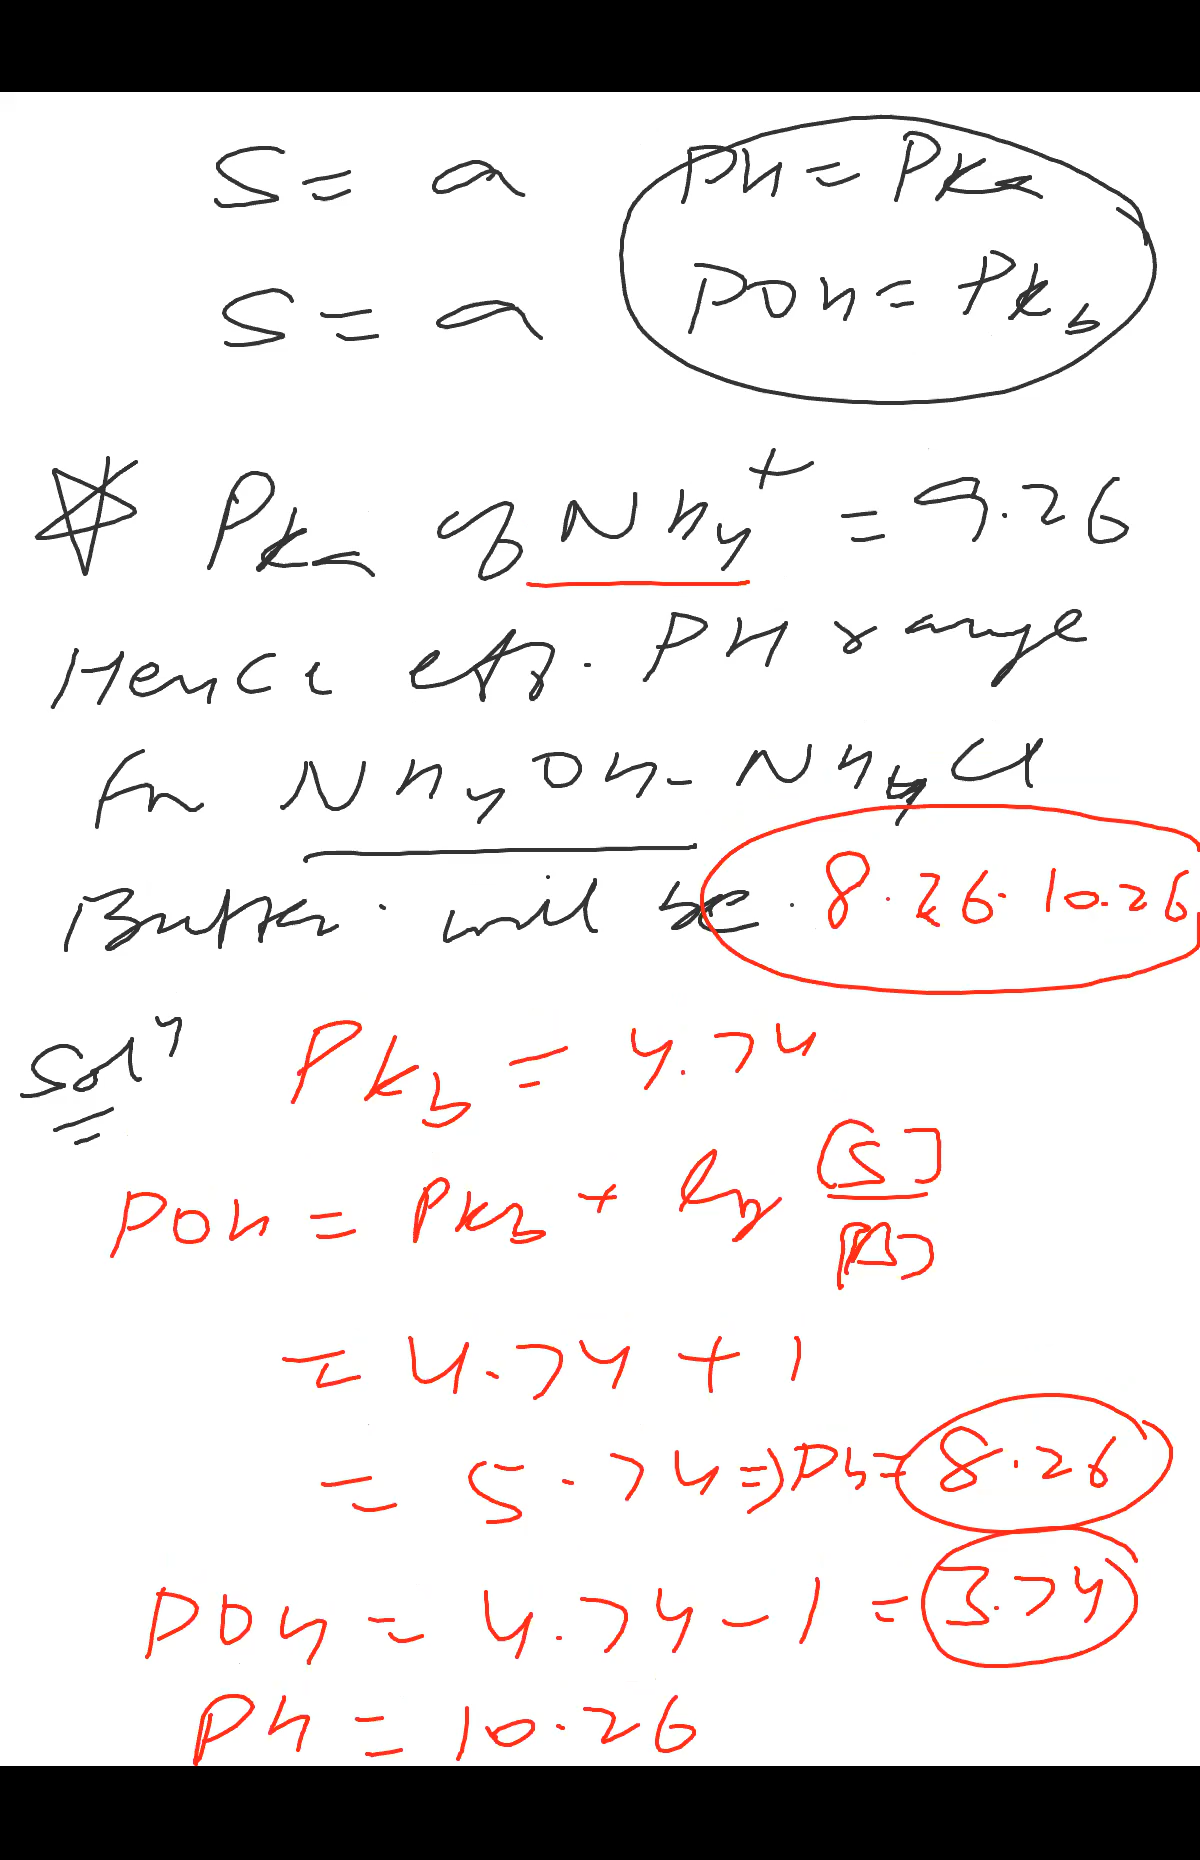 S = a PH = PKa
S = a POH = PKb
☆ PKa of NH4+ = 9.26
Hence eff. PH range
for NH4OH - NH4Cl
Buffer will be 8.26 - 10.26
Soln PKb = 4.74
POH = PKb + log [S]/[B]
= 4.74 + 1
= 5.74 ⇒ PH = 8.26
POH = 4.74 - 1 = 3.74
PH = 10.26